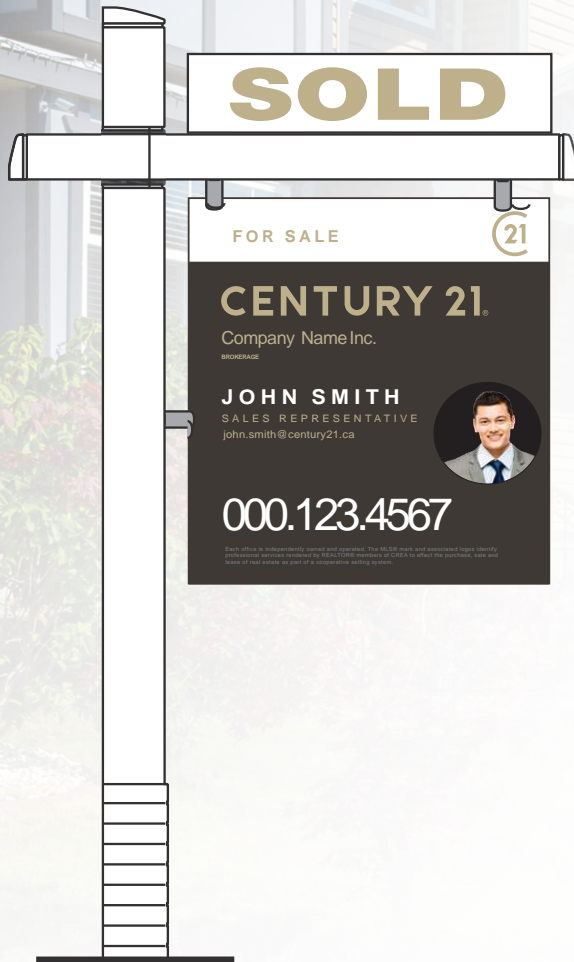 SOLD
FOR SALE
21
CENTURY 21®
Company Name Inc.
BROKERAGE
JOHN SMITH
SALES REPRESENTATIVE
john.smith@century21.ca
000.123.4567
Each office is independently owned and operated. The MLS® mark and associated logos identify
professional services rendered by REALTOR® members of CREA to effect the purchase, sale and
lease of real estate as part of a cooperative selling system.